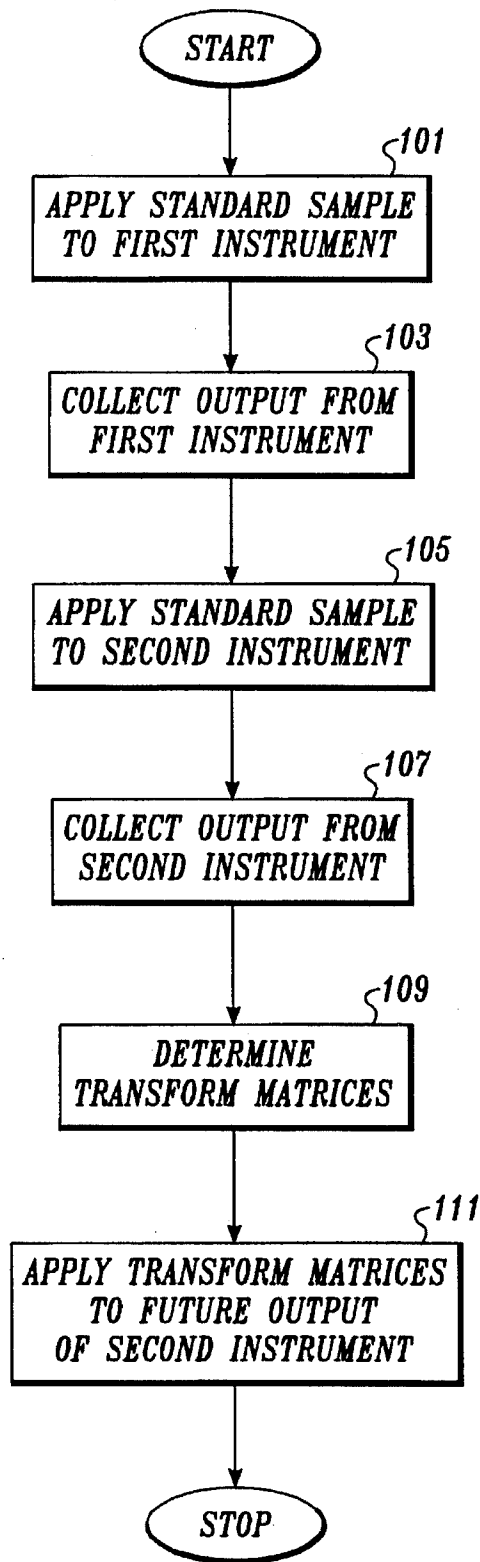 START
101
APPLY STANDARD SAMPLE
TO FIRST INSTRUMENT
103
COLLECT OUTPUT FROM
FIRST INSTRUMENT
105
APPLY STANDARD SAMPLE
TO SECOND INSTRUMENT
107
COLLECT OUTPUT FROM
SECOND INSTRUMENT
109
DETERMINE
TRANSFORM MATRICES
111
APPLY TRANSFORM MATRICES
TO FUTURE OUTPUT
OF SECOND INSTRUMENT
STOP